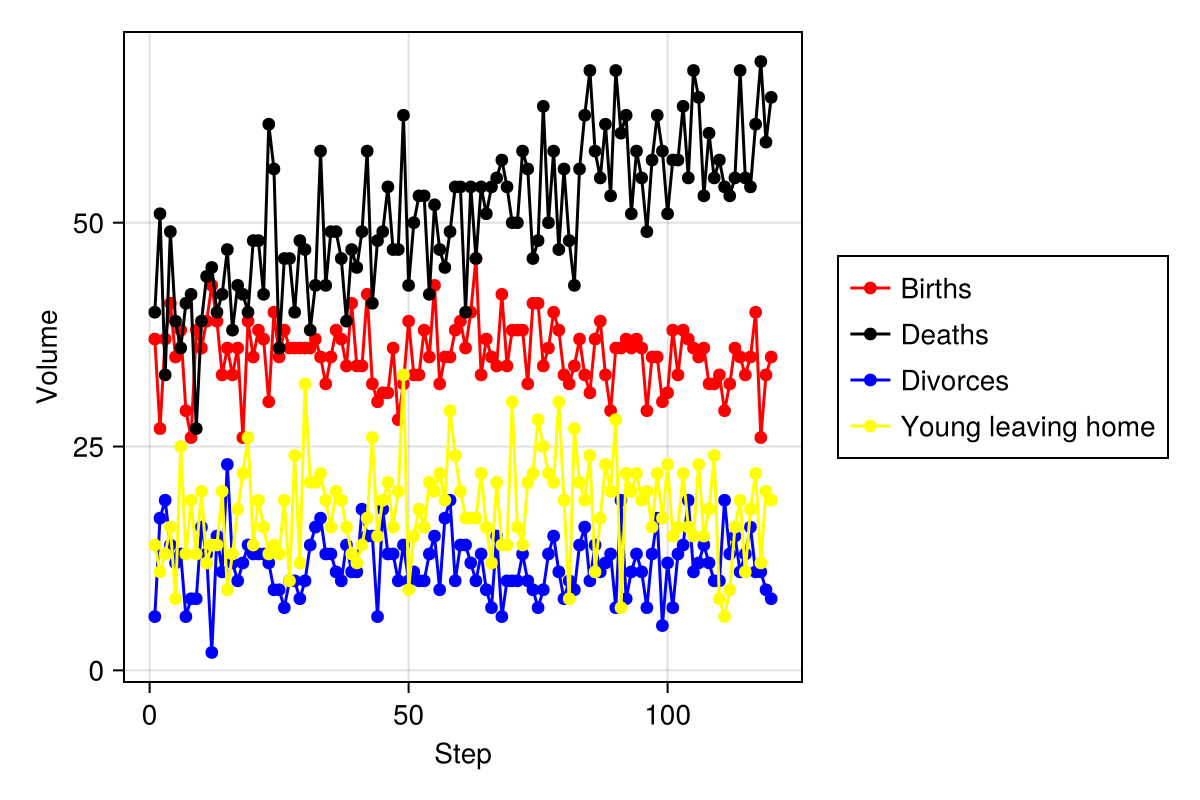 Volume
50
25
0
0
50
100
Step
Births
Deaths
Divorces
Young leaving home